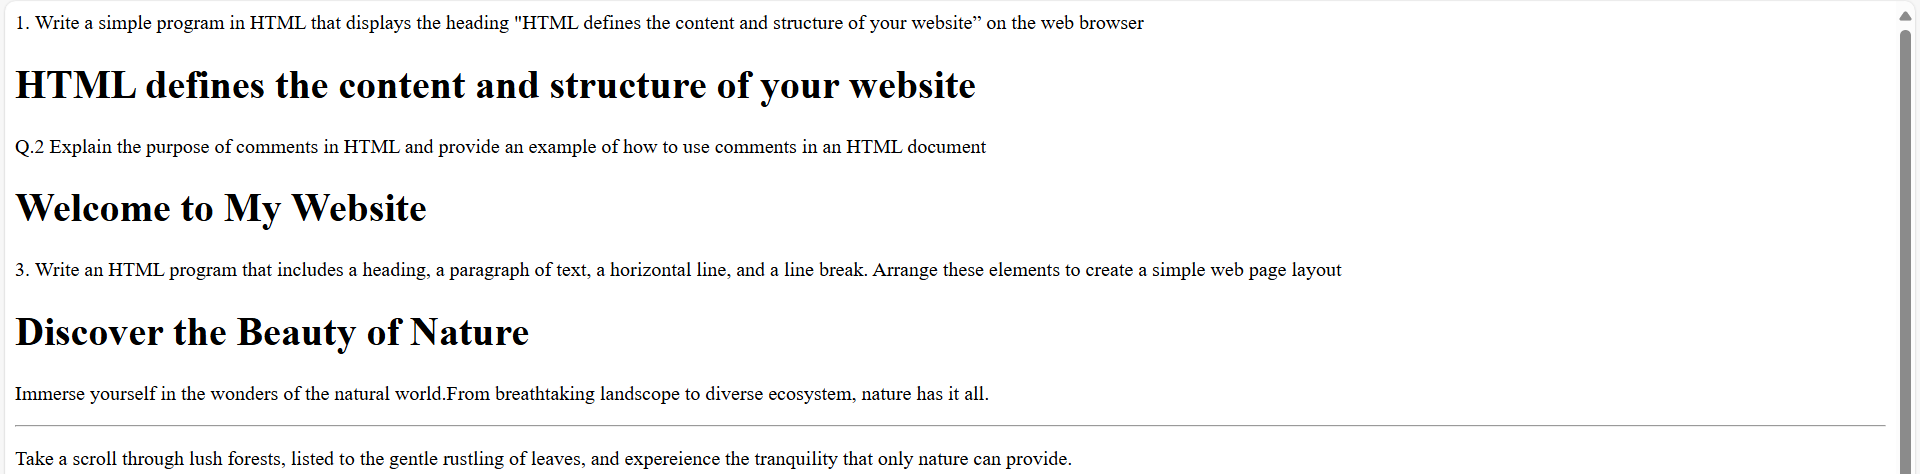 1. Write a simple program in HTML that displays the heading "HTML defines the content and structure of your website” on the web browser
HTML defines the content and structure of your website
Q.2 Explain the purpose of comments in HTML and provide an example of how to use comments in an HTML document
Welcome to My Website
3. Write an HTML program that includes a heading, a paragraph of text, a horizontal line, and a line break. Arrange these elements to create a simple web page layout
Discover the Beauty of Nature
Immerse yourself in the wonders of the natural world.From breathtaking landscope to diverse ecosystem, nature has it all.
Take a scroll through lush forests, listed to the gentle rustling of leaves, and expereience the tranquility that only nature can provide.